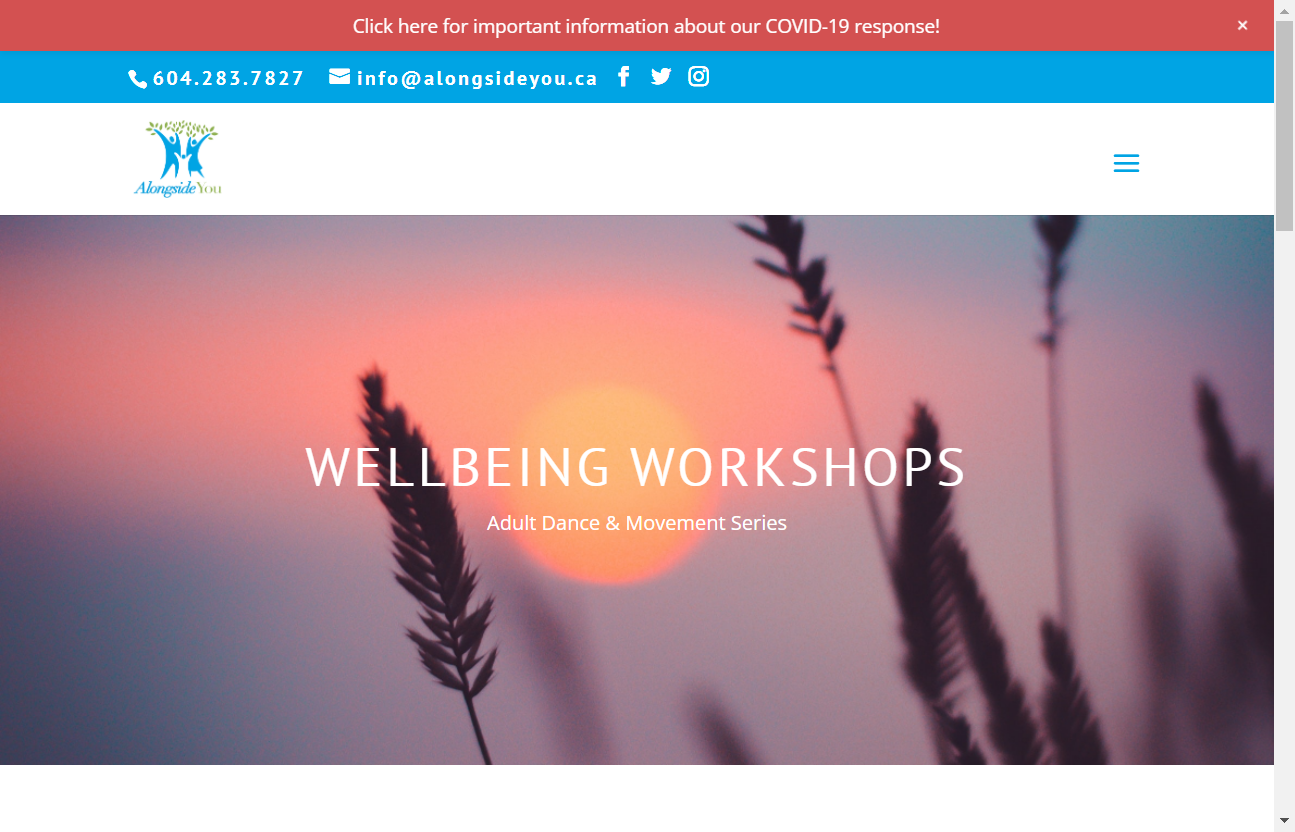 Click here for important information about our COVID-19 response!
×
604.283.7827 info@alongsideyou.ca
AlongsideYou
WELLBEING WORKSHOPS
Adult Dance & Movement Series